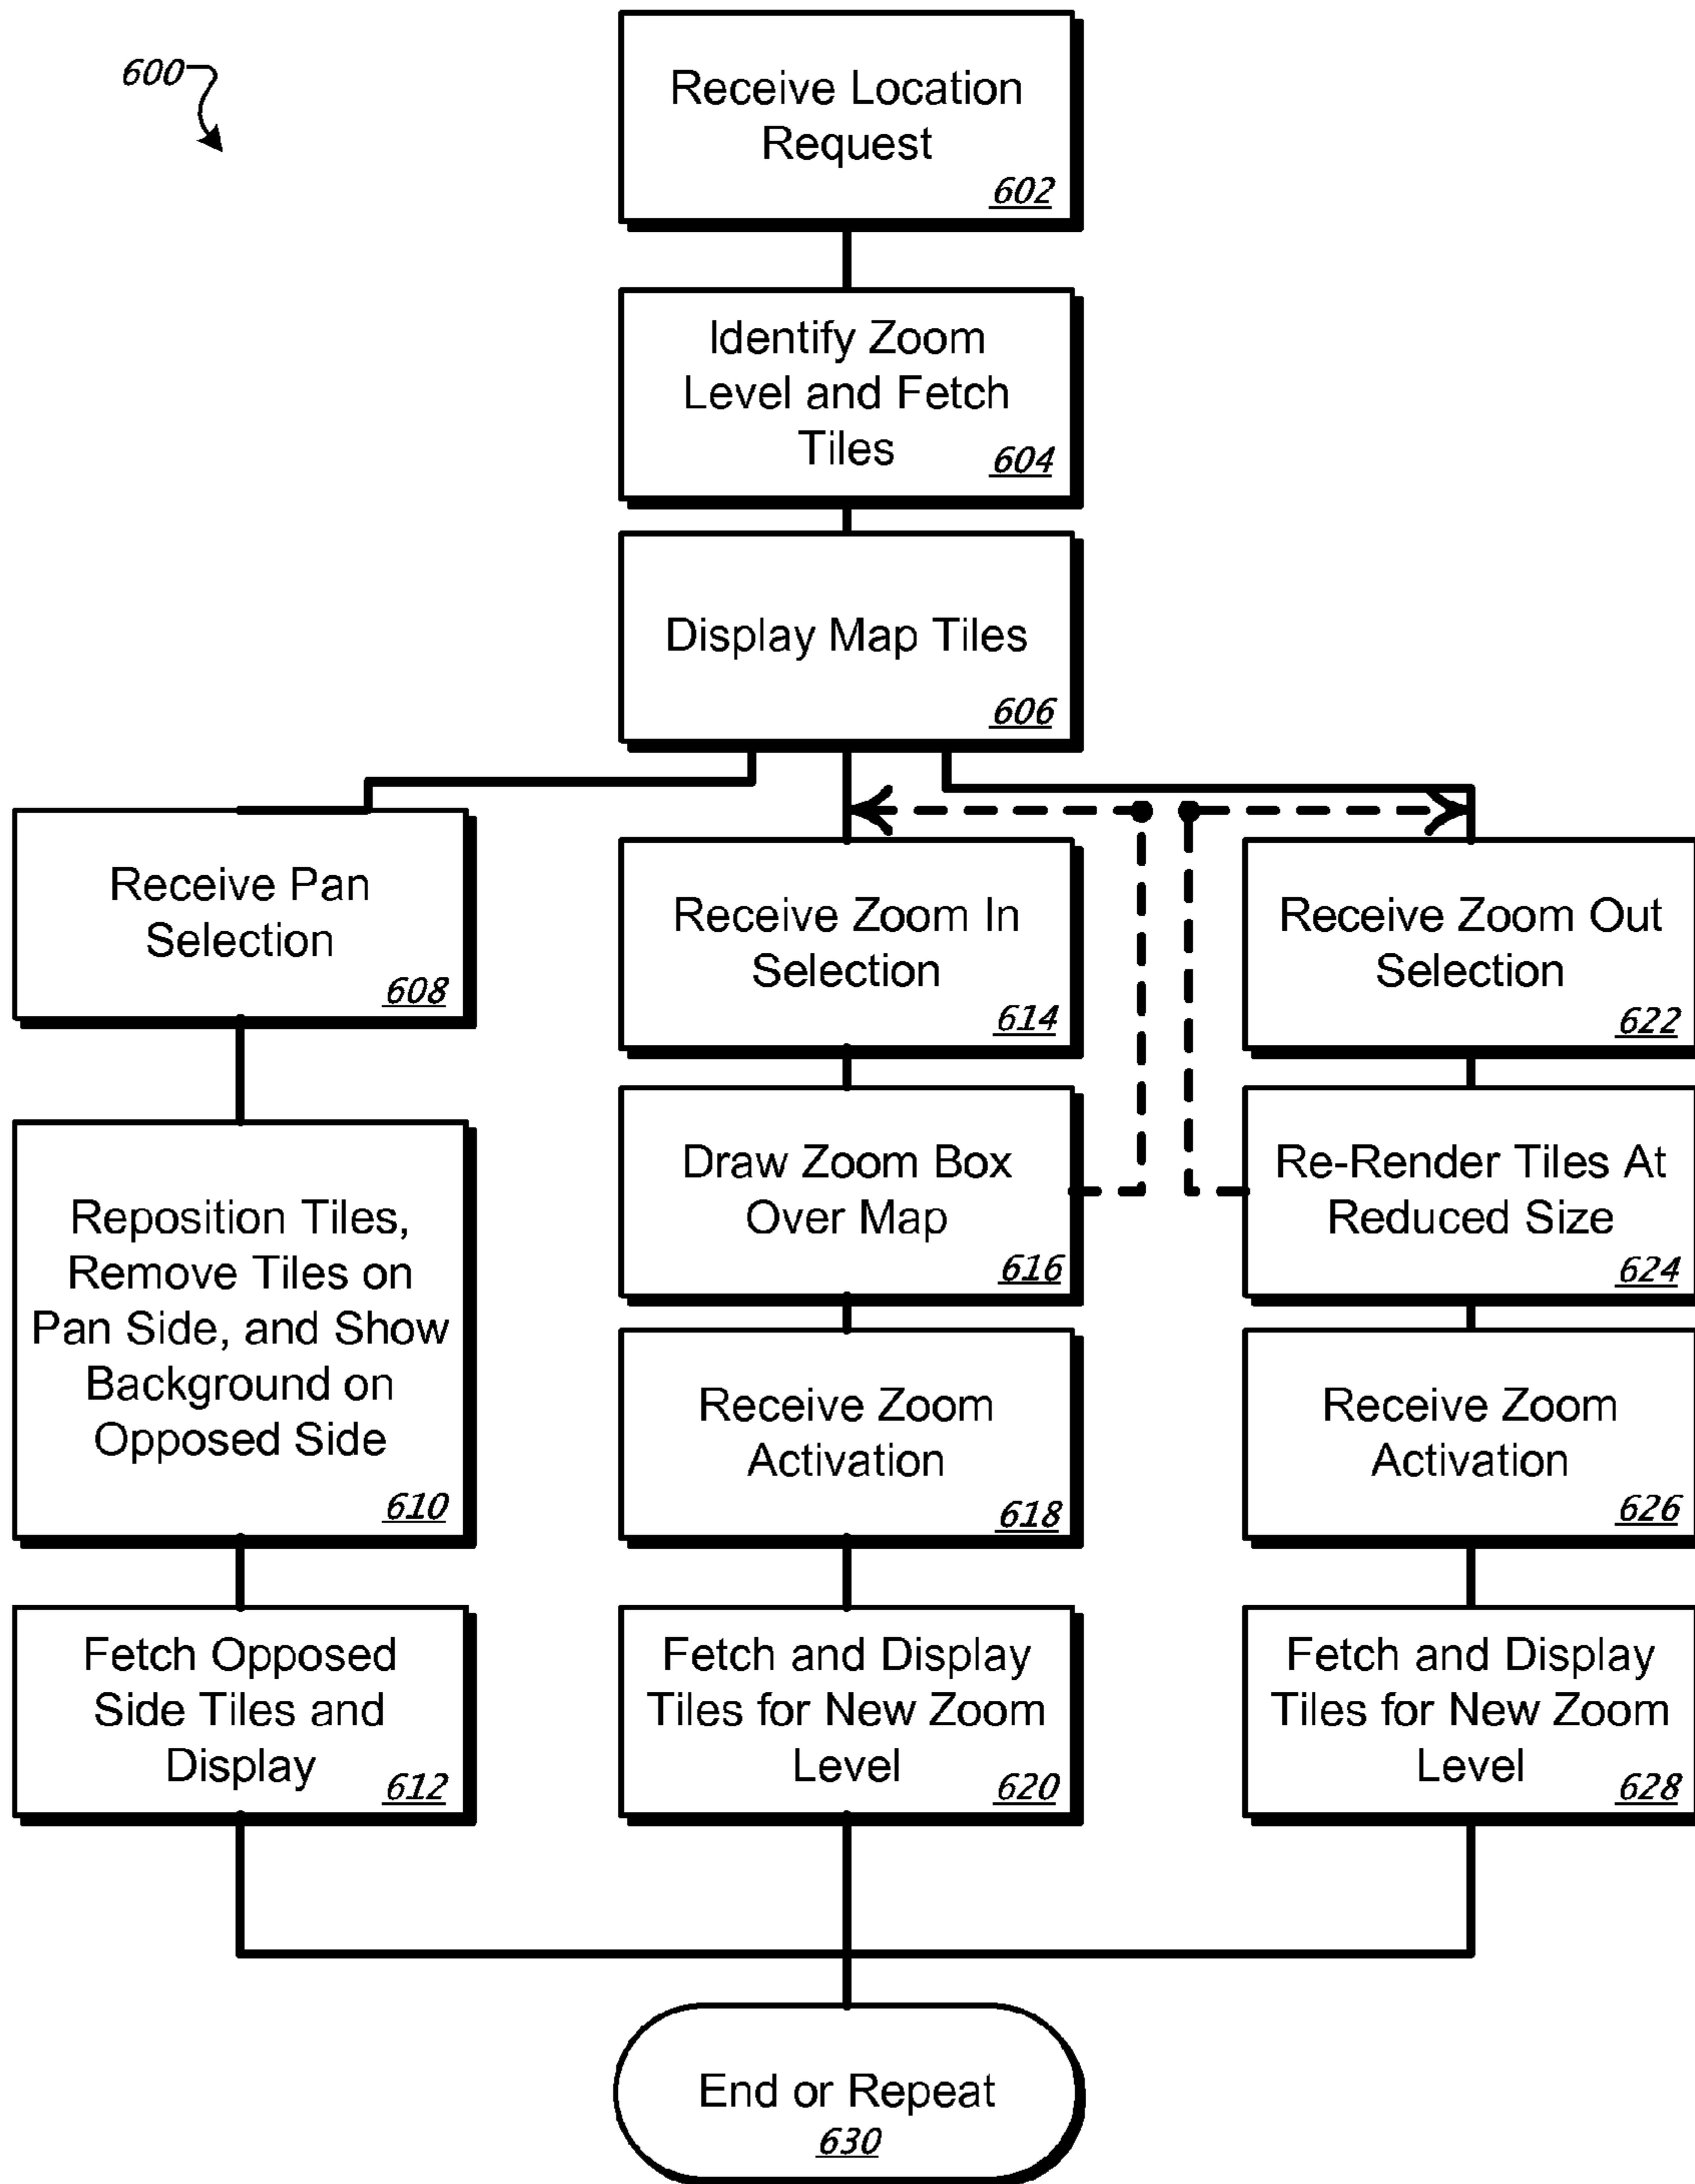 600
Receive Location
Request
602
Identify Zoom
Level and Fetch
Tiles
604
Display Map Tiles
606
Receive Pan
Selection
608
Reposition Tiles,
Remove Tiles on
Pan Side, and Show
Background on
Opposed Side
610
Fetch Opposed
Side Tiles and
Display
612
Receive Zoom In
Selection
614
Draw Zoom Box
Over Map
616
Receive Zoom
Activation
618
Fetch and Display
Tiles for New Zoom
Level
620
Receive Zoom Out
Selection
622
Re-Render Tiles At
Reduced Size
624
Receive Zoom
Activation
626
Fetch and Display
Tiles for New Zoom
Level
628
End or Repeat
630